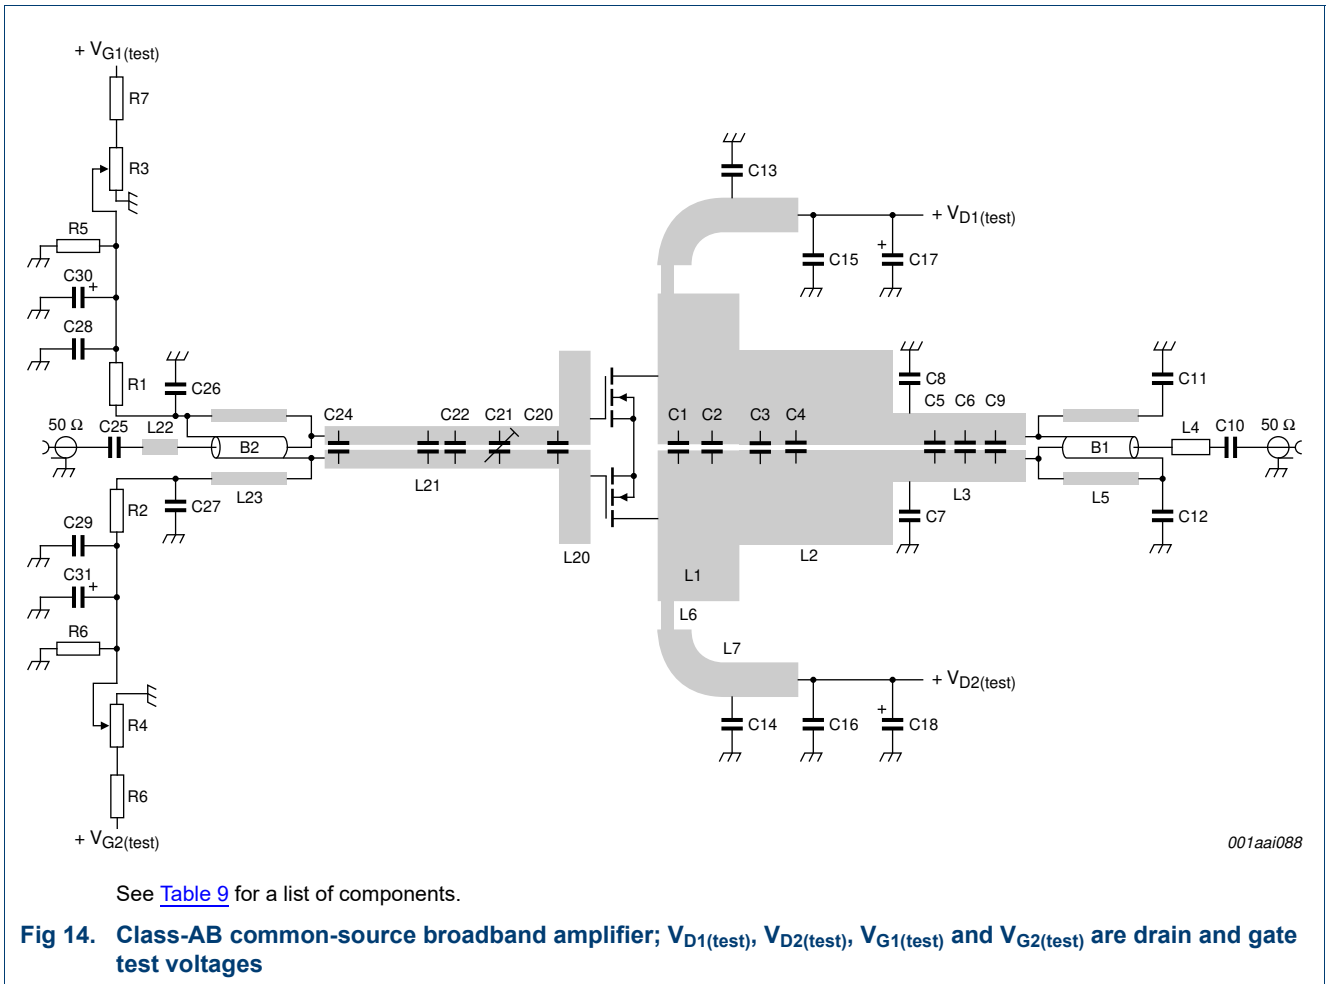 + VG1(test)
R7
R3
C13
R5
+ VD1(test)
C30
+
+
C15
C17
C28
R1
C26
C8
C11
50 Ω
C25
L22
B2
C24
C22
C21
C20
C1
C2
C3
C4
C5
C6
C9
B1
L4
C10
50 Ω
L21
L23
L3
L5
R2
C27
C7
C12
C29
L20
L2
C31
+
L1
L6
R6
L7
+ VD2(test)
R4
+
C14
C16
C18
R6
+ VG2(test)
001aai088
See Table 9 for a list of components.
Fig 14. Class-AB common-source broadband amplifier; VD1(test), VD2(test), VG1(test) and VG2(test) are drain and gate
test voltages